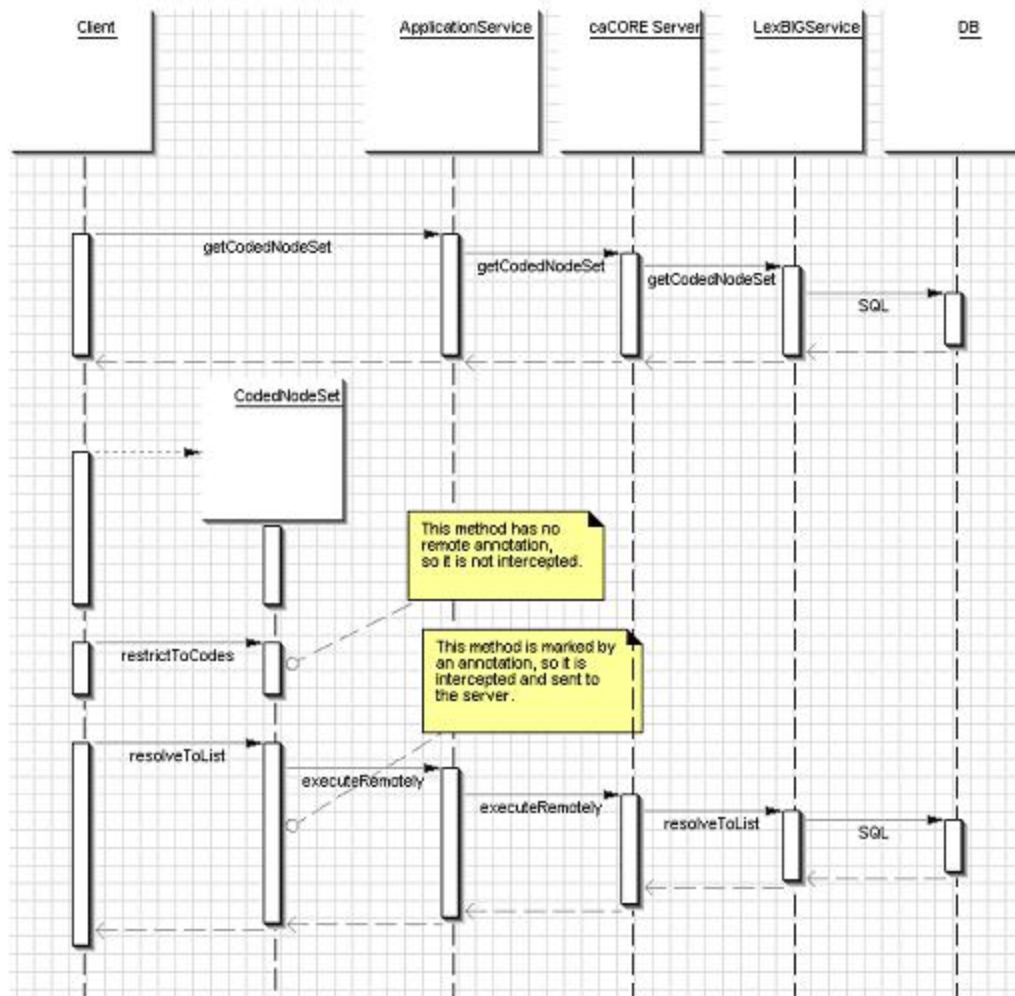 Client
ApplicationService
caCORE Server
LexBIGService
DB
getCodedNodeSet
getCodedNodeSet
getCodedNodeSet
SQL
CodedNodeSet
This method has no
remote annotation,
so it is not intercepted.
restrictToCodes
This method is marked by
an annotation, so it is
intercepted and sent to
the server.
resolveToList
executeRemotely
executeRemotely
resolveToList
SQL